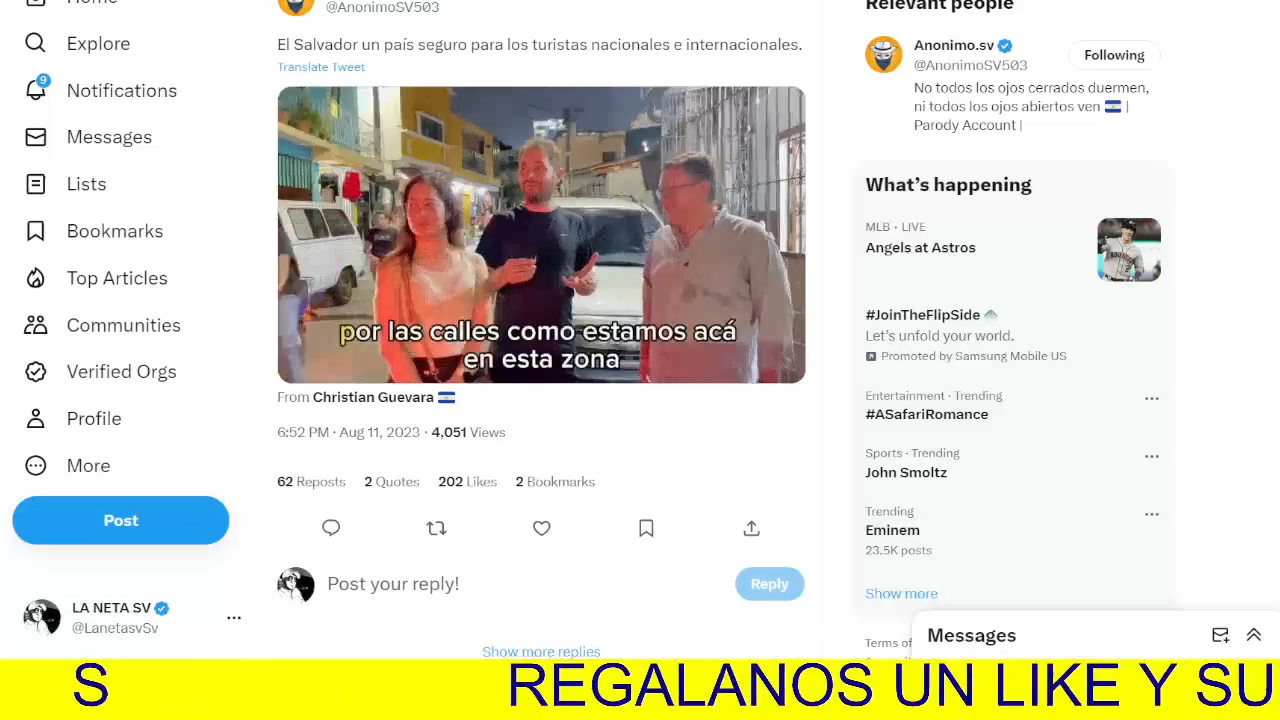 Home
Explore
9
Notifications
Messages
Lists
Bookmarks
Top Articles
Communities
Verified Orgs
Profile
More
Post
LA NETA SV
@LanetasvSv
@AnonimoSV503
El Salvador un país seguro para los turistas nacionales e internacionales.
Translate Tweet
por las calles como estamos acá
en esta zona
From Christian Guevara
6:52 PM · Aug 11, 2023 · 4,051 Views
62 Reposts 2 Quotes 202 Likes 2 Bookmarks
Post your reply!
Reply
Show more replies
Relevant people
Anonimo.sv
@AnonimoSV503
Following
No todos los ojos cerrados duermen,
ni todos los ojos abiertos ven |
Parody Account |
What’s happening
MLB · LIVE
Angels at Astros
#JoinTheFlipSide
Let’s unfold your world.
Promoted by Samsung Mobile US
Entertainment · Trending
#ASafariRomance
Sports · Trending
John Smoltz
Trending
Eminem
23.5K posts
Show more
Terms of
Messages
S REGALANOS UN LIKE Y SU